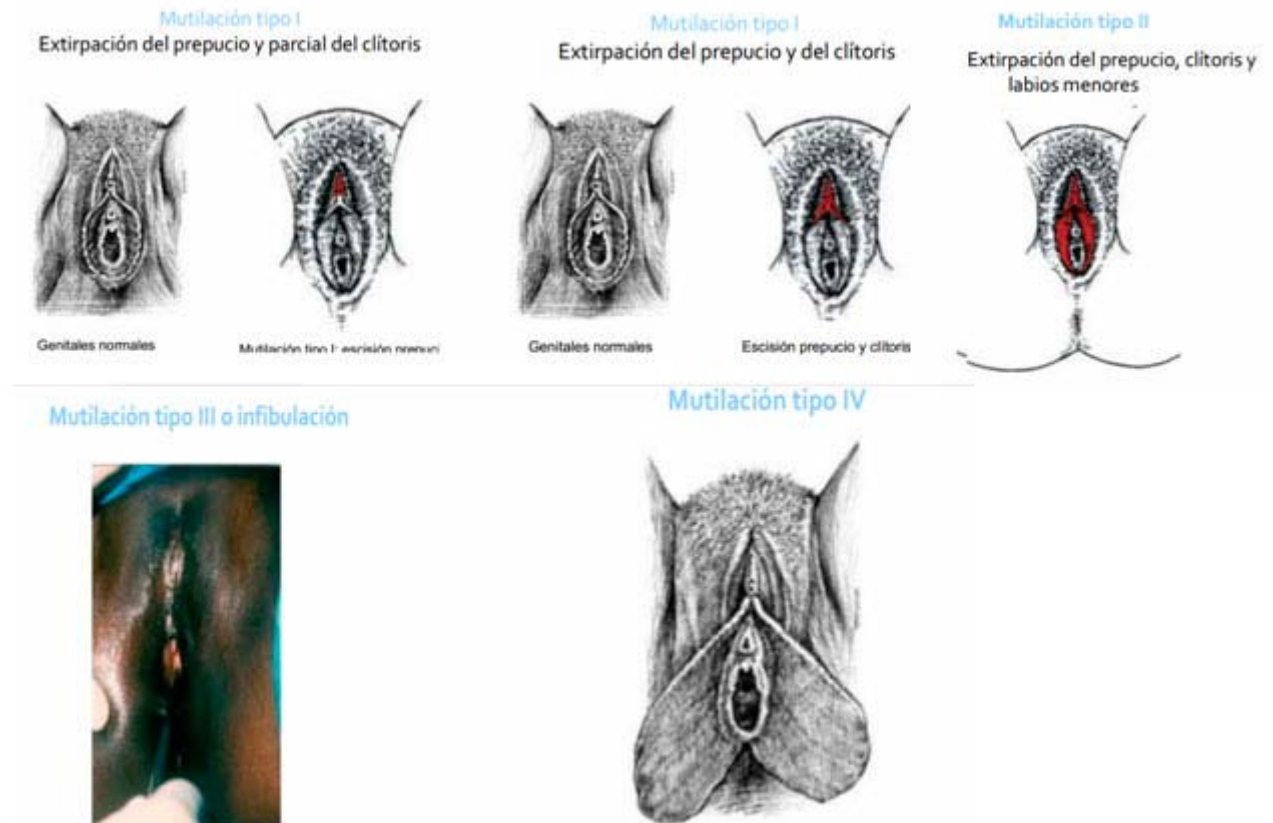 Mutilación tipo I
Extirpación del prepucio y parcial del clítoris
Genitales normales
Mutilación tipo I: escisión prepuci
Mutilación tipo I
Extirpación del prepucio y del clítoris
Genitales normales
Escisión prepucio y clítoris
Mutilación tipo II
Extirpación del prepucio, clítoris y
labios menores
Mutilación tipo III o infibulación
Mutilación tipo IV